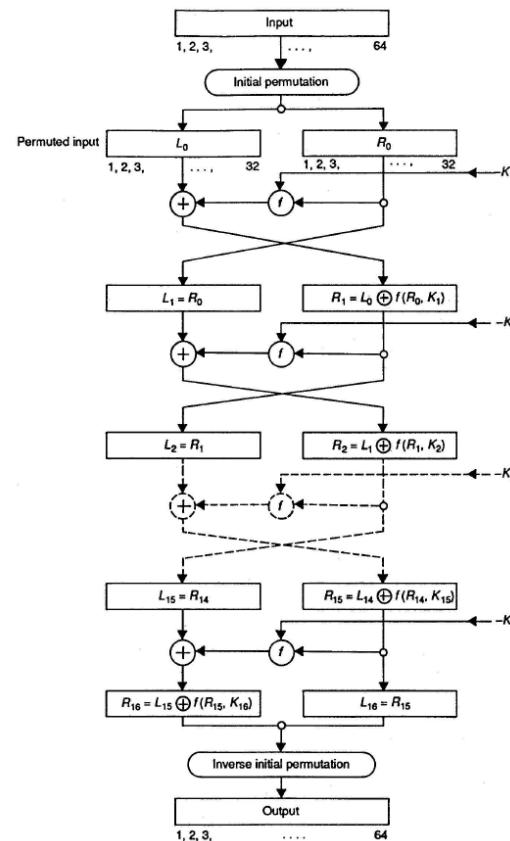 Input
1, 2, 3, . . . . , 64
Initial permutation
Permuted input L₀ R₀
1, 2, 3, . . . . , 32 1, 2, 3, . . . . , 32
–K
+ f
L₁ = R₀ R₁ = L₀ ⊕ f(R₀, K₁)
–K
+ f
L₂ = R₁ R₂ = L₁ ⊕ f(R₁, K₂)
–K
+ f
L₁₅ = R₁₄ R₁₅ = L₁₄ ⊕ f(R₁₄, K₁₅)
–K
+ f
R₁₆ = L₁₅ ⊕ f(R₁₅, K₁₆) L₁₆ = R₁₅
Inverse initial permutation
Output
1, 2, 3, . . . . 64